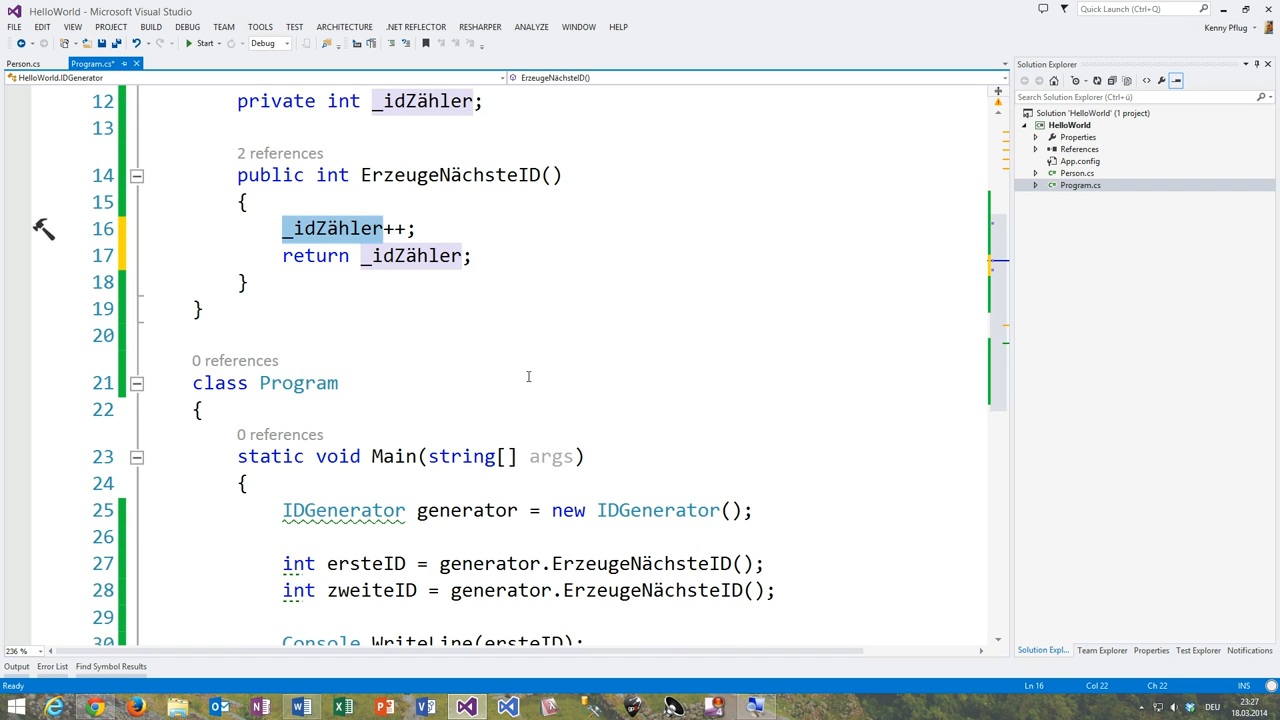 HelloWorld - Microsoft Visual Studio
Quick Launch (Ctrl+Q)
FILE EDIT VIEW PROJECT BUILD DEBUG TEAM TOOLS TEST ARCHITECTURE .NET REFLECTOR RESHARPER ANALYZE WINDOW HELP
Kenny Pflug
Start Debug
Person.cs Program.cs*
HelloWorld.IDGenerator ErzeugeNächsteID()
12 private int _idZähler;
13
2 references
14 public int ErzeugeNächsteID()
15 {
16 _idZähler++;
17 return _idZähler;
18 }
19 }
20
0 references
21 class Program
22 {
0 references
23 static void Main(string[] args)
24 {
25 IDGenerator generator = new IDGenerator();
26
27 int ersteID = generator.ErzeugeNächsteID();
28 int zweiteID = generator.ErzeugeNächsteID();
29
30 Console.WriteLine(ersteID);
236 %
Solution Explorer
Search Solution Explorer (Ctrl+ü)
Solution 'HelloWorld' (1 project)
HelloWorld
Properties
References
App.config
Person.cs
Program.cs
Solution Expl... Team Explorer Properties Test Explorer Notifications
Output Error List Find Symbol Results
Ready Ln 16 Col 22 Ch 22 INS
DEU
23:27
18.03.2014